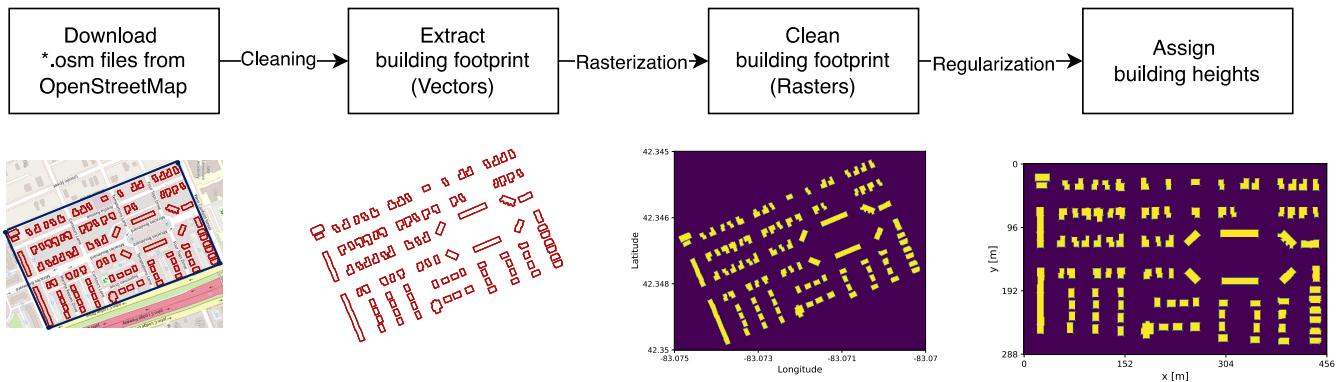 Download
*.osm files from
OpenStreetMap
Cleaning
Extract
building footprint
(Vectors)
Rasterization
Clean
building footprint
(Rasters)
Regularization
Assign
building heights
42.345
42.346
42.348
42.35
Latitude
-83.075
-83.073
-83.071
-83.07
Longitude
0
96
192
288
y [m]
0
152
304
456
x [m]